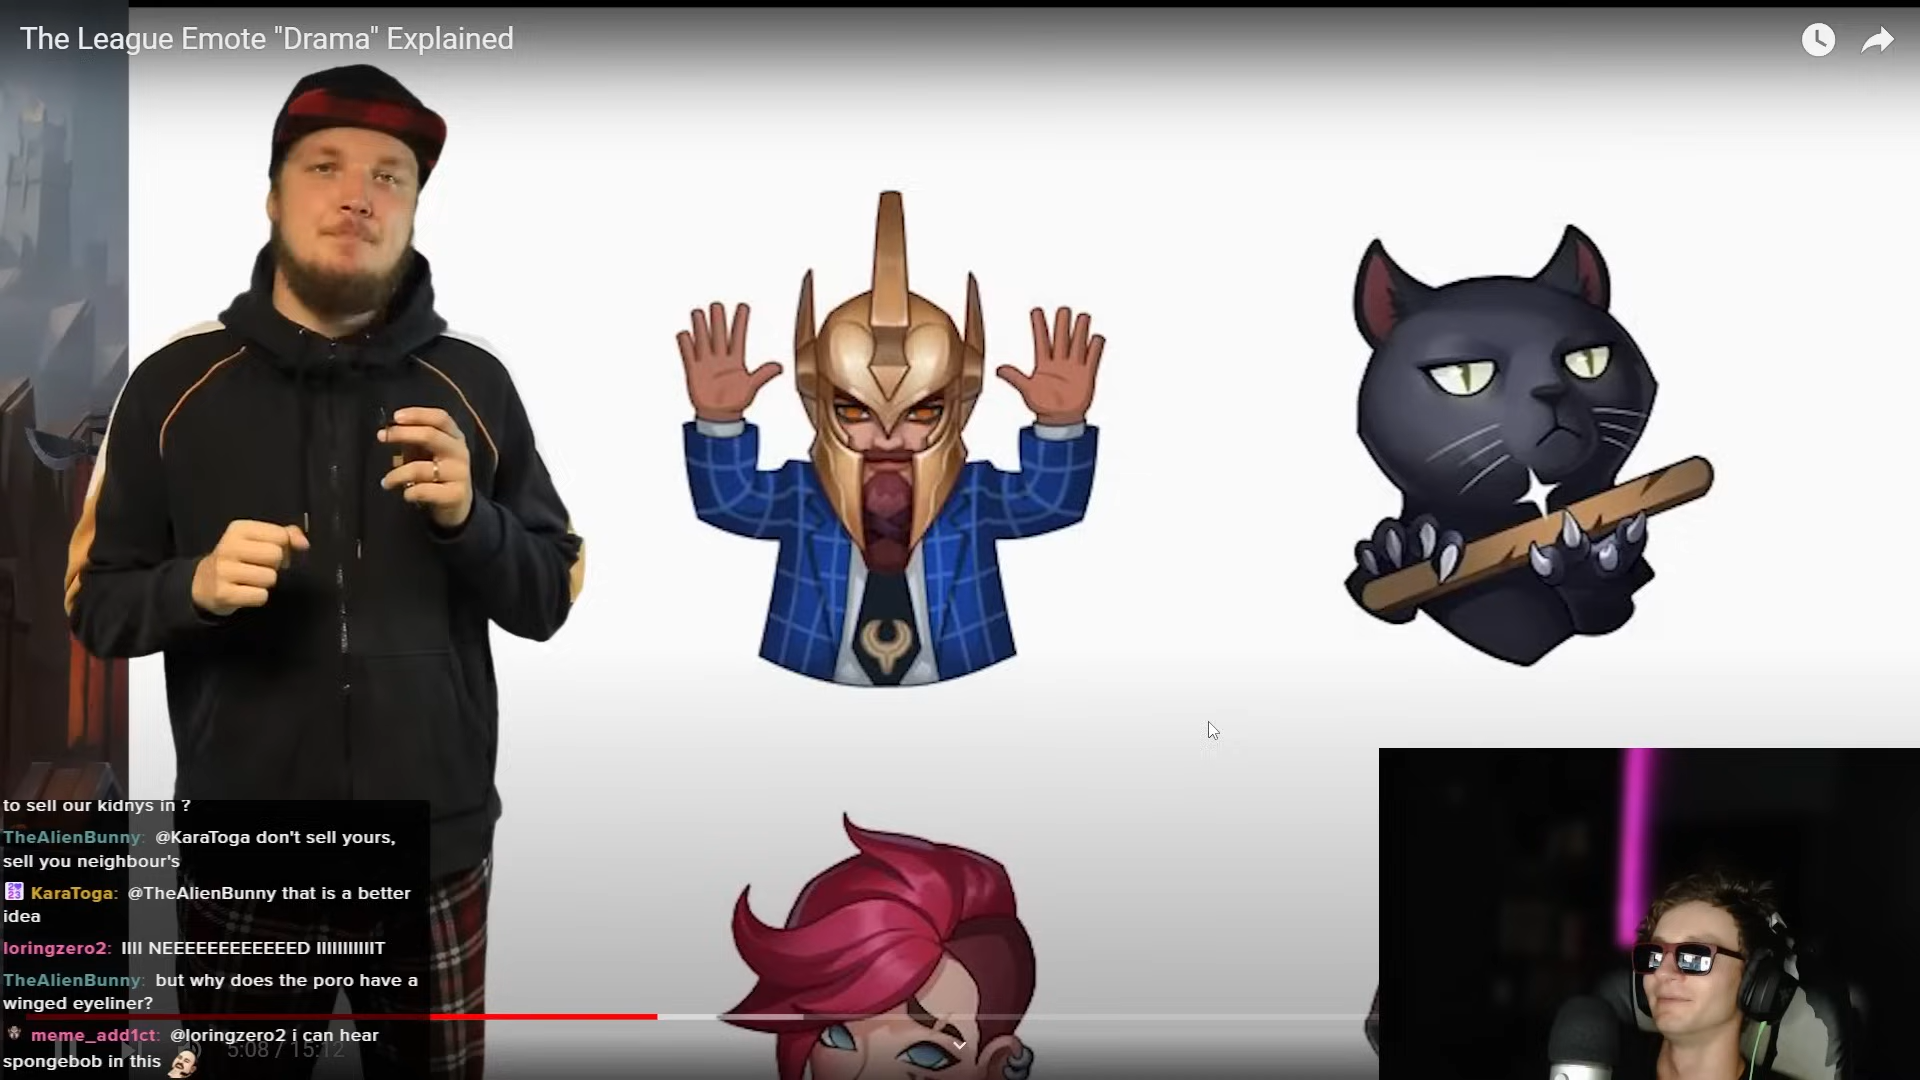 The League Emote "Drama" Explained
to sell our kidnys in ?
TheAlienBunny: @KaraToga don't sell yours,
sell you neighbour's
KaraToga: @TheAlienBunny that is a better
idea
loringzero2: IIII NEEEEEEEEEEEED IIIIIIIIIIIT
TheAlienBunny: but why does the poro have a
winged eyeliner?
meme_add1ct: @loringzero2 i can hear
spongebob in this
5:08 / 15:12